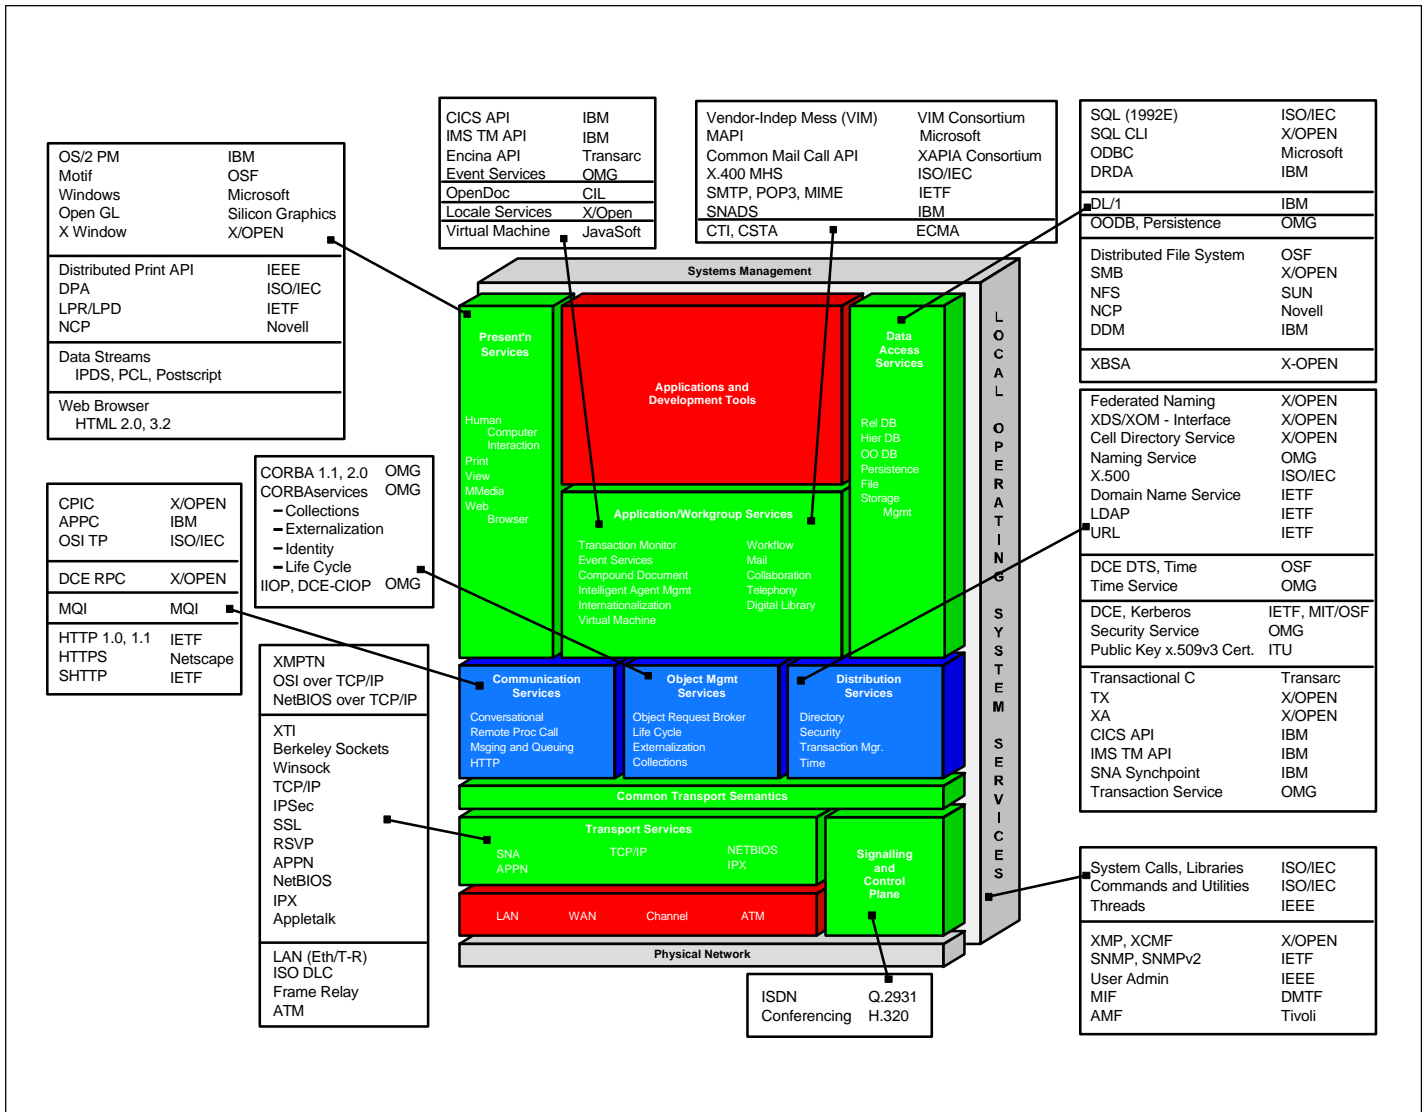 CICS API IBM
IMS TM API IBM
Encina API Transarc
Event Services OMG
OpenDoc CIL
Locale Services X/Open
Virtual Machine JavaSoft
Vendor-Indep Mess (VIM) VIM Consortium
MAPI Microsoft
Common Mail Call API XAPIA Consortium
X.400 MHS ISO/IEC
SMTP, POP3, MIME IETF
SNADS IBM
CTI, CSTA ECMA
SQL (1992E) ISO/IEC
SQL CLI X/OPEN
ODBC Microsoft
DRDA IBM
DL/1 IBM
OODB, Persistence OMG
Distributed File System OSF
SMB X/OPEN
NFS SUN
NCP Novell
DDM IBM
XBSA X-OPEN
OS/2 PM IBM
Motif OSF
Windows Microsoft
Open GL Silicon Graphics
X Window X/OPEN
Distributed Print API IEEE
DPA ISO/IEC
LPR/LPD IETF
NCP Novell
Data Streams
IPDS, PCL, Postscript
Web Browser
HTML 2.0, 3.2
Systems Management
LOCAL OPERATING SYSTEM SERVICES
Present'n
Services
Human
Computer
Interaction
Print
View
MMedia
Web
Browser
Applications and
Development Tools
Data
Access
Services
Rel DB
Hier DB
OO DB
Persistence
File
Storage
Mgmt
Application/Workgroup Services
Transaction Monitor
Event Services
Compound Document
Intelligent Agent Mgmt
Internationalization
Virtual Machine
Workflow
Mail
Collaboration
Telephony
Digital Library
Federated Naming X/OPEN
XDS/XOM - Interface X/OPEN
Cell Directory Service X/OPEN
Naming Service OMG
X.500 ISO/IEC
Domain Name Service IETF
LDAP IETF
URL IETF
DCE DTS, Time OSF
Time Service OMG
DCE, Kerberos IETF, MIT/OSF
Security Service OMG
Public Key x.509v3 Cert. ITU
Transactional C Transarc
TX X/OPEN
XA X/OPEN
CICS API IBM
IMS TM API IBM
SNA Synchpoint IBM
Transaction Service OMG
CORBA 1.1, 2.0 OMG
CORBAservices OMG
– Collections
– Externalization
– Identity
– Life Cycle
IIOP, DCE-CIOP OMG
CPIC X/OPEN
APPC IBM
OSI TP ISO/IEC
DCE RPC X/OPEN
MQI MQI
HTTP 1.0, 1.1 IETF
HTTPS Netscape
SHTTP IETF
Communication
Services
Conversational
Remote Proc Call
Msging and Queuing
HTTP
Object Mgmt
Services
Object Request Broker
Life Cycle
Externalization
Collections
Distribution
Services
Directory
Security
Transaction Mgr.
Time
Common Transport Semantics
XMPTN
OSI over TCP/IP
NetBIOS over TCP/IP
XTI
Berkeley Sockets
Winsock
TCP/IP
IPSec
SSL
RSVP
APPN
NetBIOS
IPX
Appletalk
LAN (Eth/T-R)
ISO DLC
Frame Relay
ATM
Transport Services
SNA TCP/IP NETBIOS
APPN IPX
Signalling
and
Control
Plane
LAN WAN Channel ATM
Physical Network
ISDN Q.2931
Conferencing H.320
System Calls, Libraries ISO/IEC
Commands and Utilities ISO/IEC
Threads IEEE
XMP, XCMF X/OPEN
SNMP, SNMPv2 IETF
User Admin IEEE
MIF DMTF
AMF Tivoli